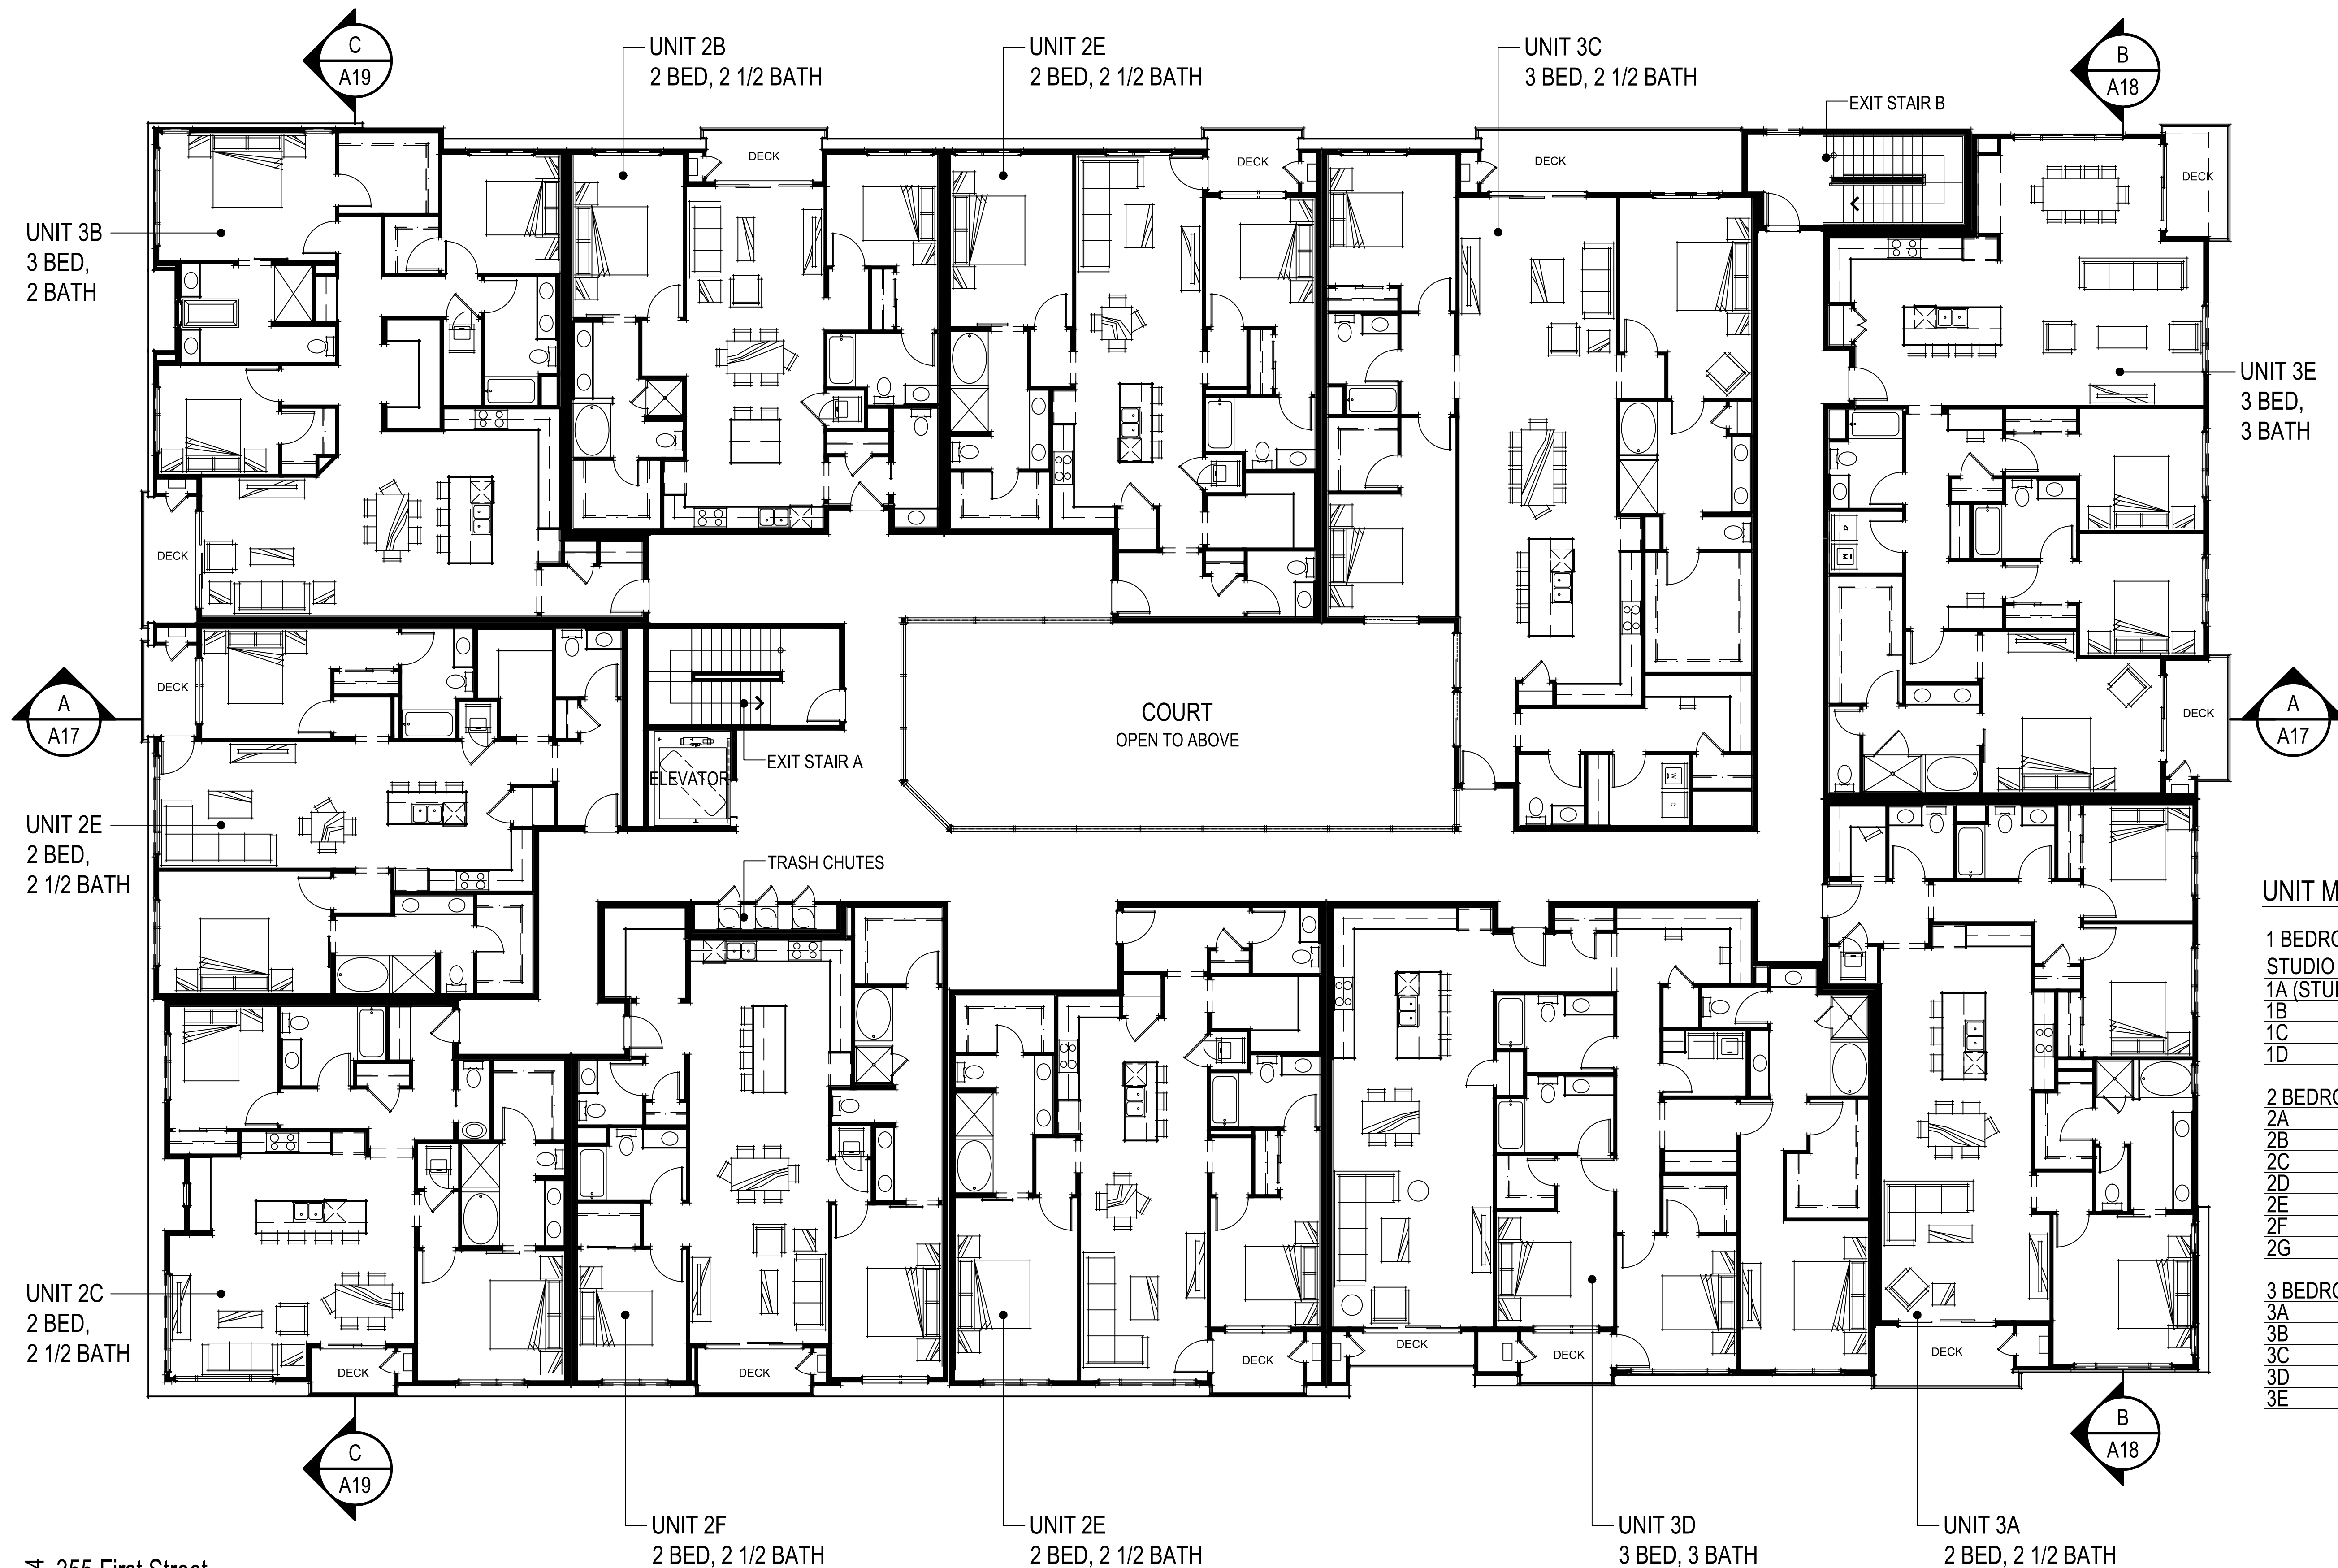 C
A19
UNIT 2B
2 BED, 2 1/2 BATH
UNIT 2E
2 BED, 2 1/2 BATH
UNIT 3C
3 BED, 2 1/2 BATH
B
A18
EXIT STAIR B
DECK
DECK
DECK
DECK
UNIT 3B
3 BED,
2 BATH
UNIT 3E
3 BED,
3 BATH
DECK
DECK
A
A17
COURT
OPEN TO ABOVE
DECK
A
A17
EXIT STAIR A
ELEVATOR
UNIT 2E
2 BED,
2 1/2 BATH
TRASH CHUTES
UNIT M
1 BEDRO
STUDIO
1A (STU
1B
1C
1D
2 BEDRO
2A
2B
2C
2D
2E
2F
2G
3 BEDRO
3A
3B
3C
3D
3E
UNIT 2C
2 BED,
2 1/2 BATH
DECK
DECK
DECK
DECK
DECK
DECK
C
A19
B
A18
UNIT 2F
2 BED, 2 1/2 BATH
UNIT 2E
2 BED, 2 1/2 BATH
UNIT 3D
3 BED, 3 BATH
UNIT 3A
2 BED, 2 1/2 BATH
355 First Street